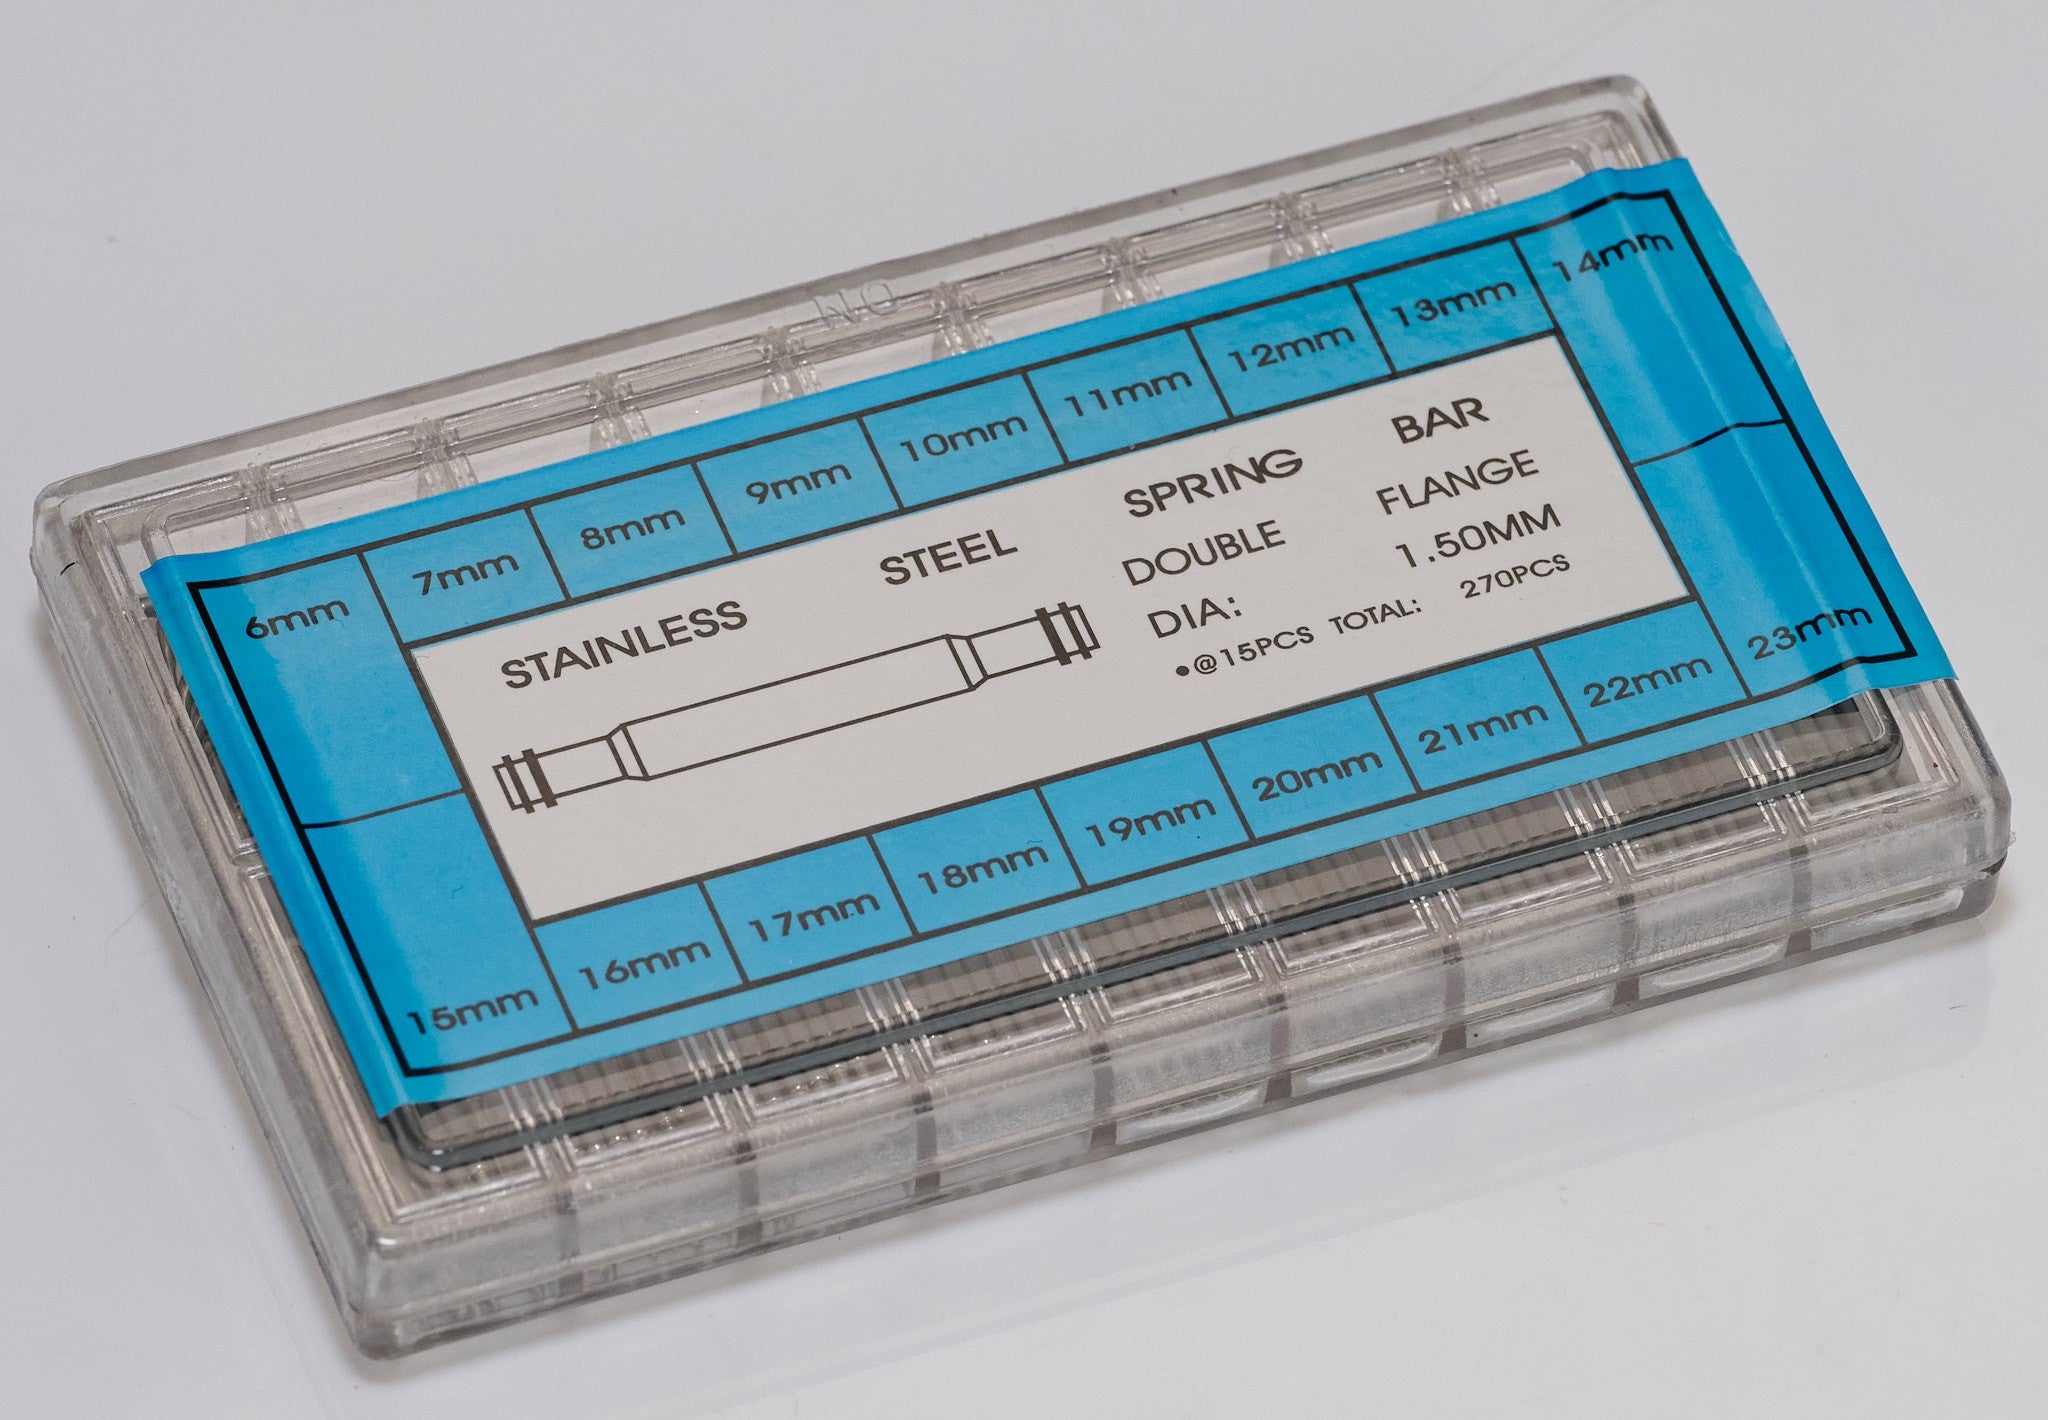 6mm 7mm 8mm 9mm 10mm 11mm 12mm 13mm 14mm
STAINLESS STEEL SPRING BAR
DOUBLE FLANGE
DIA: 1.50MM
•@15PCS TOTAL: 270PCS
15mm 16mm 17mm 18mm 19mm 20mm 21mm 22mm 23mm
NO